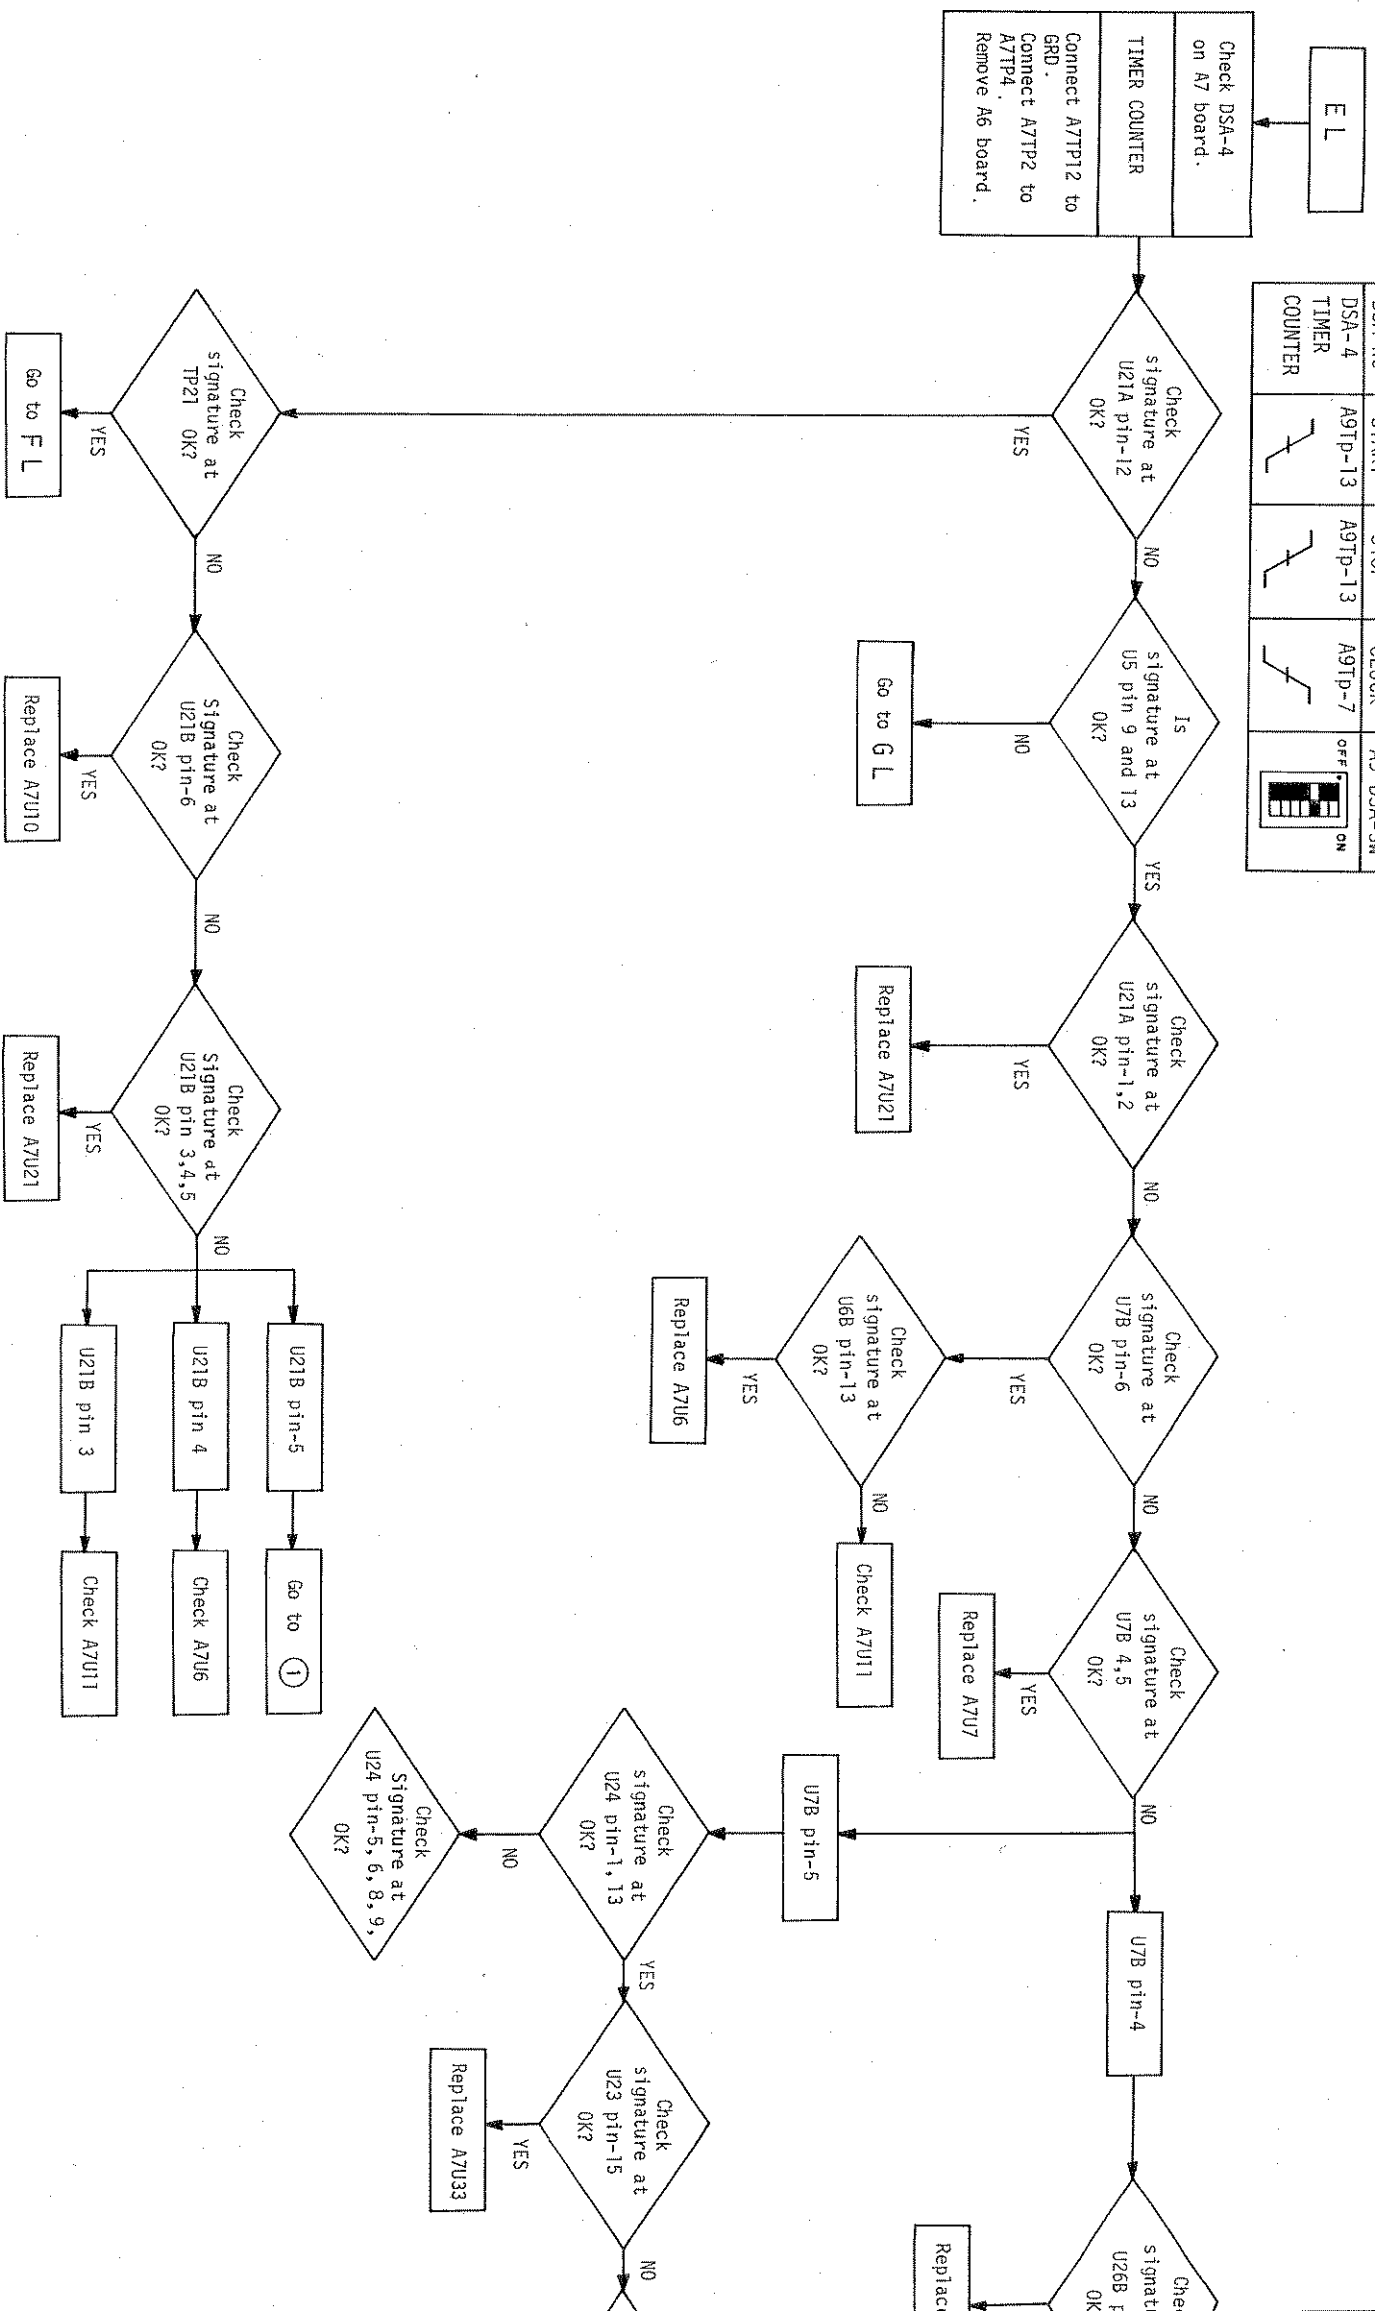 E L
Check DSA-4
on A7 board.
TIMER COUNTER
Connect A7TP12 to
GRD.
Connect A7TP2 to
A7TP4.
Remove A6 board.
DSA-4
TIMER
COUNTER
A9Tp-13
A9Tp-13
A9Tp-7
OFF
ON
Check
signature at
U21A pin-12
OK?
YES
NO
Is
signature at
U5 pin 9 and 13
OK?
NO
YES
Go to G L
Check
signature at
U21A pin-1,2
OK?
YES
NO
Replace A7U21
Check
signature at
U7B pin-6
OK?
YES
NO
Check
signature at
U6B pin-13
OK?
YES
NO
Replace A7U6
Check A7U11
Check
signature at
U7B 4,5
OK?
YES
NO
Replace A7U7
U7B pin-4
U7B pin-5
Check
signature at
U24 pin-1,13
OK?
NO
YES
Check
Signature at
U24 pin-5,6,8,9,
OK?
Check
signature at
U23 pin-15
OK?
YES
NO
Replace A7U33
Check
signature at
TP21 OK?
YES
NO
Go to F L
Check
Signature at
U21B pin-6
OK?
YES
NO
Replace A7U10
Check
Signature at
U21B pin 3,4,5
OK?
YES
NO
Replace A7U21
U21B pin-5
Go to 1
U21B pin 4
Check A7U6
U21B pin 3
Check A7U11